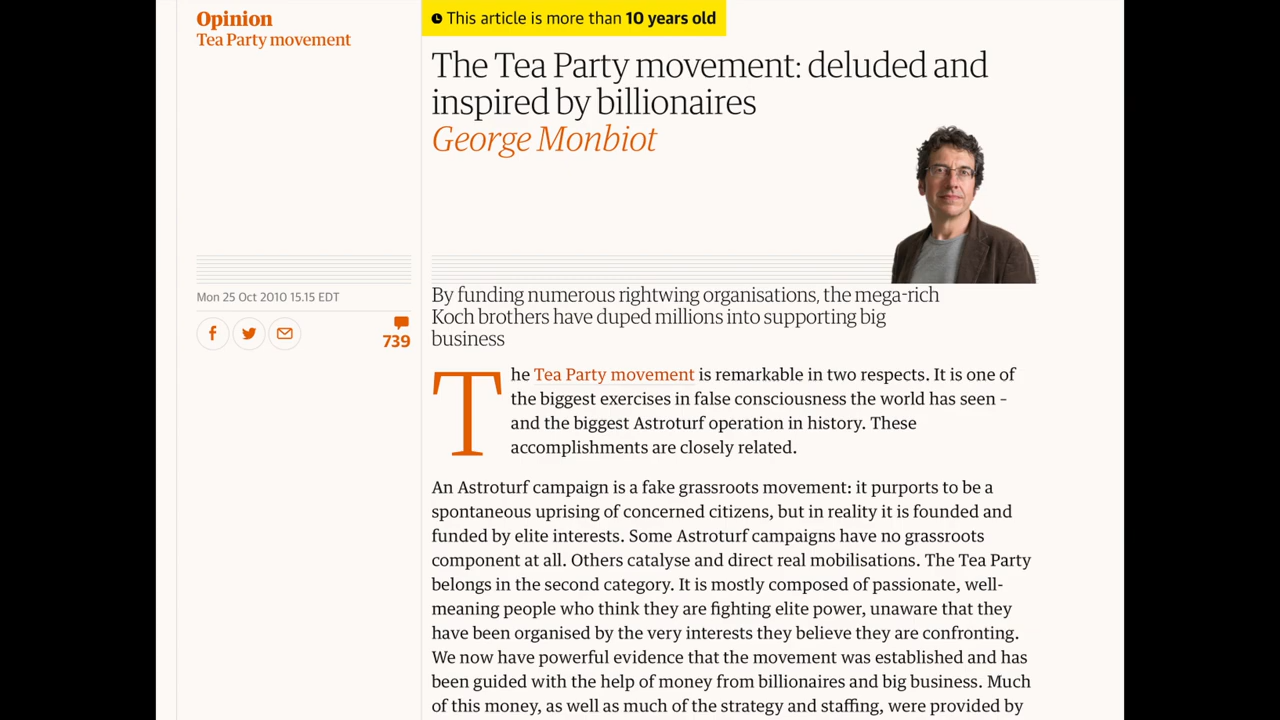 Opinion
Tea Party movement
This article is more than 10 years old
The Tea Party movement: deluded and
inspired by billionaires
George Monbiot
Mon 25 Oct 2010 15.15 EDT
739
By funding numerous rightwing organisations, the mega-rich
Koch brothers have duped millions into supporting big
business
The Tea Party movement is remarkable in two respects. It is one of
the biggest exercises in false consciousness the world has seen –
and the biggest Astroturf operation in history. These
accomplishments are closely related.
An Astroturf campaign is a fake grassroots movement: it purports to be a
spontaneous uprising of concerned citizens, but in reality it is founded and
funded by elite interests. Some Astroturf campaigns have no grassroots
component at all. Others catalyse and direct real mobilisations. The Tea Party
belongs in the second category. It is mostly composed of passionate, well-
meaning people who think they are fighting elite power, unaware that they
have been organised by the very interests they believe they are confronting.
We now have powerful evidence that the movement was established and has
been guided with the help of money from billionaires and big business. Much
of this money, as well as much of the strategy and staffing, were provided by